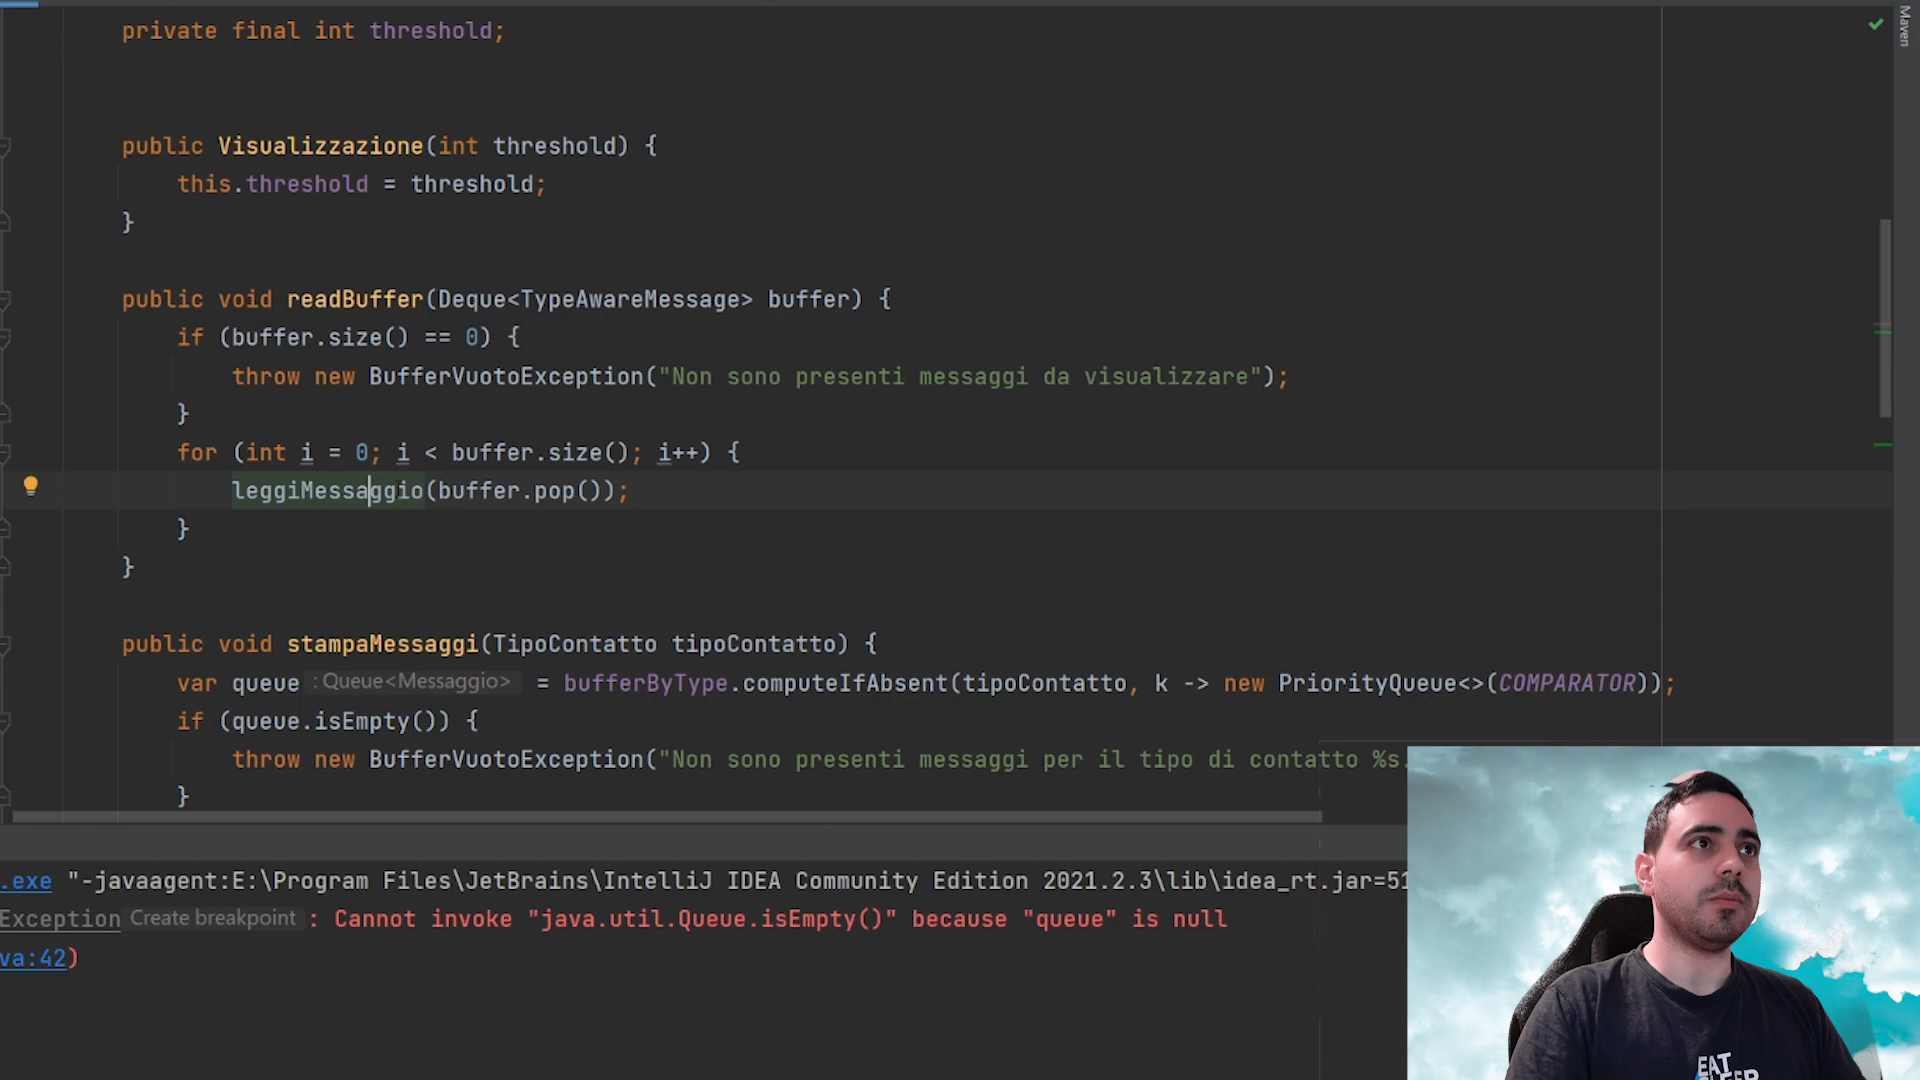 private final int threshold;
Maven
public Visualizzazione(int threshold) {
this.threshold = threshold;
}
public void readBuffer(Deque<TypeAwareMessage> buffer) {
if (buffer.size() == 0) {
throw new BufferVuotoException("Non sono presenti messaggi da visualizzare");
}
for (int i = 0; i < buffer.size(); i++) {
leggiMessaggio(buffer.pop());
}
}
public void stampaMessaggi(TipoContatto tipoContatto) {
var queue : Queue<Messaggio> = bufferByType.computeIfAbsent(tipoContatto, k -> new PriorityQueue<>(COMPARATOR));
if (queue.isEmpty()) {
throw new BufferVuotoException("Non sono presenti messaggi per il tipo di contatto %s.
}
.exe "-javaagent:E:\Program Files\JetBrains\IntelliJ IDEA Community Edition 2021.2.3\lib\idea_rt.jar=51
Exception Create breakpoint : Cannot invoke "java.util.Queue.isEmpty()" because "queue" is null
va:42)
EAT